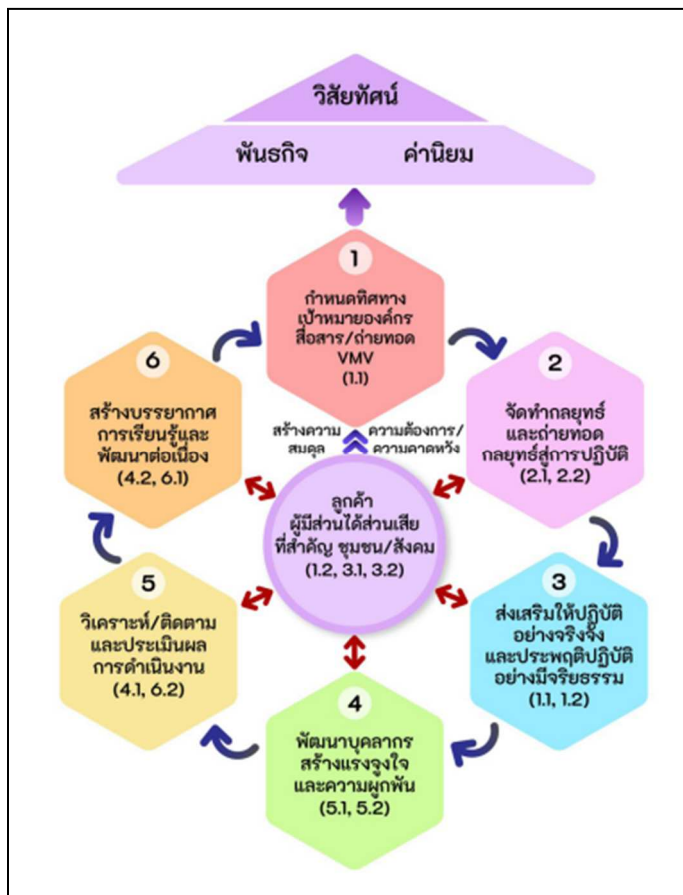 วิสัยทัศน์
พันธกิจ ค่านิยม
1
กำหนดทิศทาง
เป้าหมายองค์กร
สื่อสาร/ถ่ายทอด
VMV
(1.1)
2
จัดทำกลยุทธ์
และถ่ายทอด
กลยุทธ์สู่การปฏิบัติ
(2.1, 2.2)
3
ส่งเสริมให้ปฏิบัติ
อย่างจริงจัง
และประพฤติปฏิบัติ
อย่างมีจริยธรรม
(1.1, 1.2)
4
พัฒนาบุคลากร
สร้างแรงจูงใจ
และความผูกพัน
(5.1, 5.2)
5
วิเคราะห์/ติดตาม
และประเมินผล
การดำเนินงาน
(4.1, 6.2)
6
สร้างบรรยากาศ
การเรียนรู้และ
พัฒนาต่อเนื่อง
(4.2, 6.1)
สร้างความ
สมดุล
ความต้องการ/
ความคาดหวัง
ลูกค้า
ผู้มีส่วนได้ส่วนเสีย
ที่สำคัญ ชุมชน/สังคม
(1.2, 3.1, 3.2)